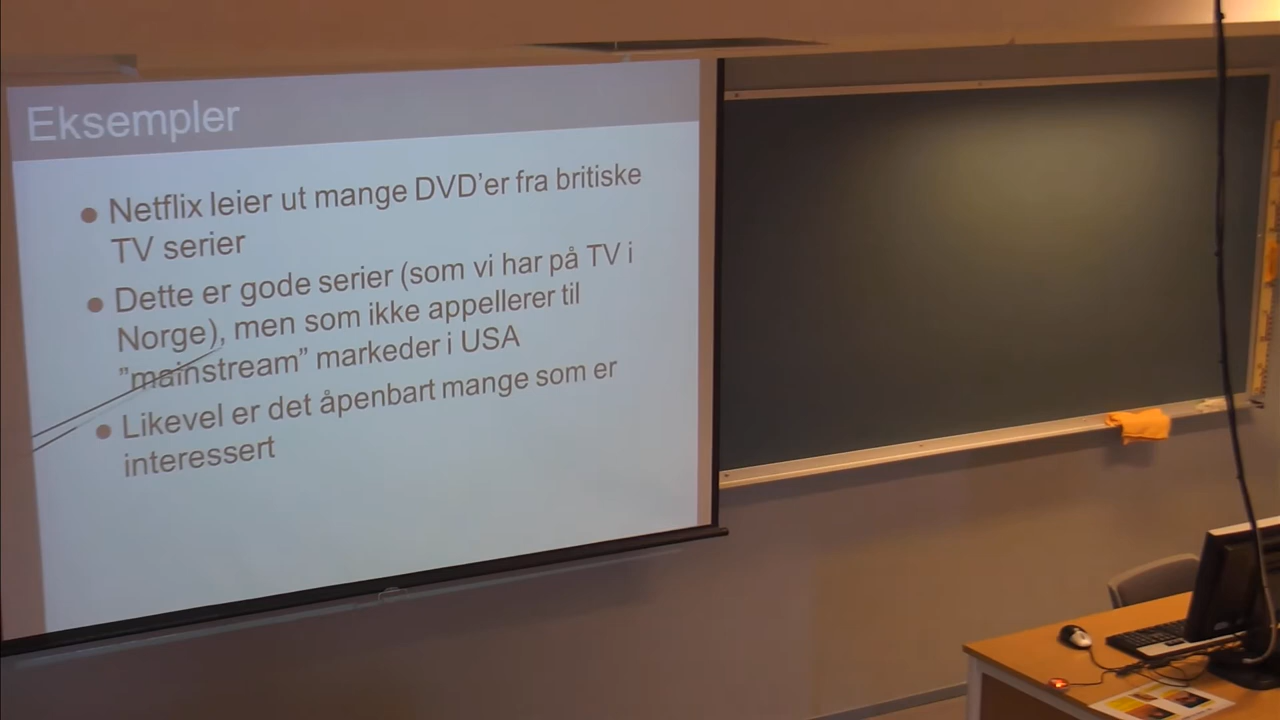 Eksempler
● Netflix leier ut mange DVD’er fra britiske
TV serier
● Dette er gode serier (som vi har på TV i
Norge), men som ikke appellerer til
”mainstream” markeder i USA
● Likevel er det åpenbart mange som er
interessert